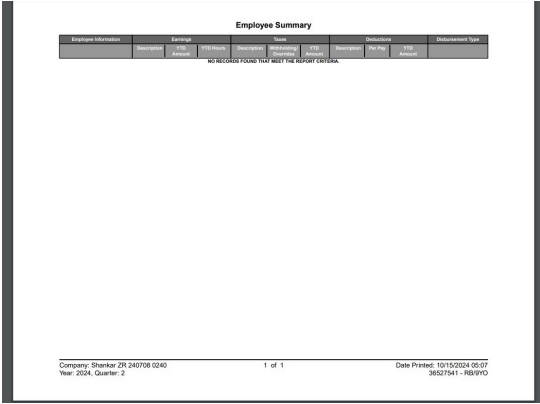 Employee Summary
Employee Information Earnings Taxes Deductions Disbursement Type
Description YTD Amount YTD Hours Description Withholding/ Overrides YTD Amount Description Per Pay YTD Amount
NO RECORDS FOUND THAT MEET THE REPORT CRITERIA.
Company: Shankar ZR 240708 0240 1 of 1 Date Printed: 10/15/2024 05:07
Year: 2024, Quarter: 2 36527541 - RB/9YO